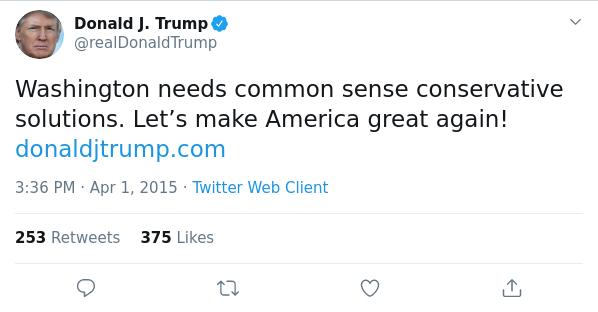 Donald J. Trump
@realDonaldTrump
Washington needs common sense conservative
solutions. Let’s make America great again!
donaldjtrump.com
3:36 PM · Apr 1, 2015 · Twitter Web Client
253 Retweets 375 Likes